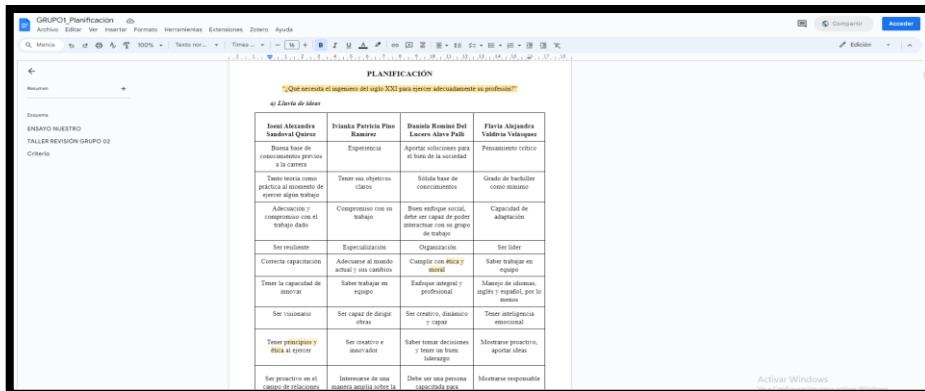 GRUPO1_Planificación
Archivo Editar Ver Insertar Formato Herramientas Extensiones Zotero Ayuda
Compartir
Acceder
Menús
100%
Texto nor...
Times ...
16
Edición
Resumen
Esquema
ENSAYO NUESTRO
TALLER REVISIÓN GRUPO 02
Criterio
PLANIFICACIÓN
"¿Qué necesita el ingeniero del siglo XXI para ejercer adecuadamente su profesión?"
a) Lluvia de ideas
Ioeni Alexandra Sandoval Quiroz
Ivianka Patricia Pino Ramirez
Daniela Romine Del Lucero Alave Palli
Flavia Alejandra Valdivia Velásquez
Buena base de conocimientos previos a la carrera
Experiencia
Aportar soluciones para el bien de la sociedad
Pensamiento crítico
Tanto teoría como práctica al momento de ejercer algún trabajo
Tener sus objetivos claros
Sólida base de conocimientos
Grado de bachiller como mínimo
Adecuación y compromiso con el trabajo dado
Compromiso con su trabajo
Buen enfoque social, debe ser capaz de poder interactuar con su grupo de trabajo
Capacidad de adaptación
Ser resiliente
Especialización
Organización
Ser líder
Correcta capacitación
Adecuarse al mundo actual y sus cambios
Cumplir con ética y moral
Saber trabajar en equipo
Tener la capacidad de innovar
Saber trabajar en equipo
Enfoque integral y profesional
Manejo de idiomas, inglés y español, por lo menos
Ser visionario
Ser capaz de dirigir obras
Ser creativo, dinámico y capaz
Tener inteligencia emocional
Tener principios y ética al ejercer
Ser creativo e innovador
Saber tomar decisiones y tener un buen liderazgo
Mostrarse proactivo, aportar ideas
Ser proactivo en el campo de relaciones
Interesarse de una manera amplia sobre la
Debe ser una persona capacitada para
Mostrarse responsable
Activar Windows